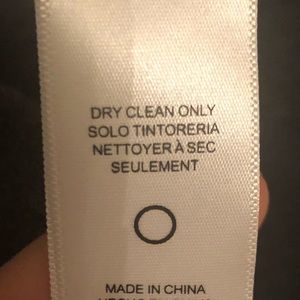 DRY CLEAN ONLY
SOLO TINTORERIA
NETTOYER À SEC
SEULEMENT
MADE IN CHINA